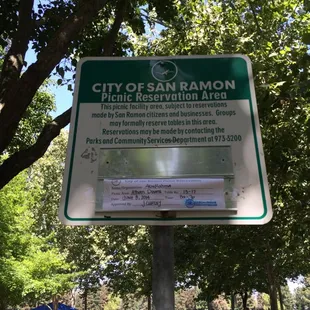 CITY OF SAN RAMON
Picnic Reservation Area
This picnic facility area, subject to reservations
made by San Ramon citizens and businesses. Groups
may formally reserve tables in this area.
Reservations may be made by contacting the
Parks and Community Services Department at 973-3200